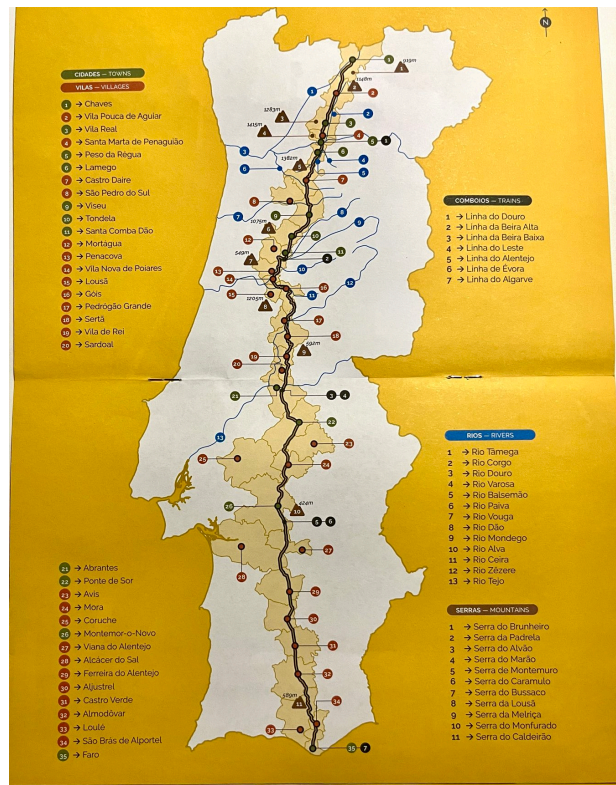 N
CIDADES — TOWNS
VILAS — VILLAGES
1 → Chaves
2 → Vila Pouca de Aguiar
3 → Vila Real
4 → Santa Marta de Penaguião
5 → Peso da Régua
6 → Lamego
7 → Castro Daire
8 → São Pedro do Sul
9 → Viseu
10 → Tondela
11 → Santa Comba Dão
12 → Mortágua
13 → Penacova
14 → Vila Nova de Poiares
15 → Lousã
16 → Góis
17 → Pedrógão Grande
18 → Sertã
19 → Vila de Rei
20 → Sardoal
21 → Abrantes
22 → Ponte de Sor
23 → Avis
24 → Mora
25 → Coruche
26 → Montemor-o-Novo
27 → Viana do Alentejo
28 → Alcácer do Sal
29 → Ferreira do Alentejo
30 → Aljustrel
31 → Castro Verde
32 → Almodôvar
33 → Loulé
34 → São Brás de Alportel
35 → Faro
919m
1148m
1283m
1415m
1382m
1075m
549m
1205m
592m
424m
589m
COMBOIOS — TRAINS
1 → Linha do Douro
2 → Linha da Beira Alta
3 → Linha da Beira Baixa
4 → Linha do Leste
5 → Linha do Alentejo
6 → Linha de Évora
7 → Linha do Algarve
RIOS — RIVERS
1 → Rio Tâmega
2 → Rio Corgo
3 → Rio Douro
4 → Rio Varosa
5 → Rio Balsemão
6 → Rio Paiva
7 → Rio Vouga
8 → Rio Dão
9 → Rio Mondego
10 → Rio Alva
11 → Rio Ceira
12 → Rio Zêzere
13 → Rio Tejo
SERRAS — MOUNTAINS
1 → Serra do Brunheiro
2 → Serra da Padrela
3 → Serra do Alvão
4 → Serra do Marão
5 → Serra de Montemuro
6 → Serra do Caramulo
7 → Serra do Bussaco
8 → Serra da Lousã
9 → Serra da Melriça
10 → Serra do Monfurado
11 → Serra do Caldeirão